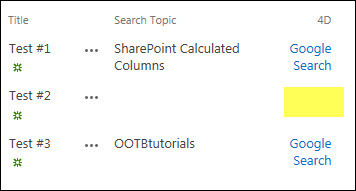 Title Search Topic 4D
Test #1 ... SharePoint Calculated Google
Columns Search
Test #2 ...
Test #3 ... OOTBtutorials Google
Search